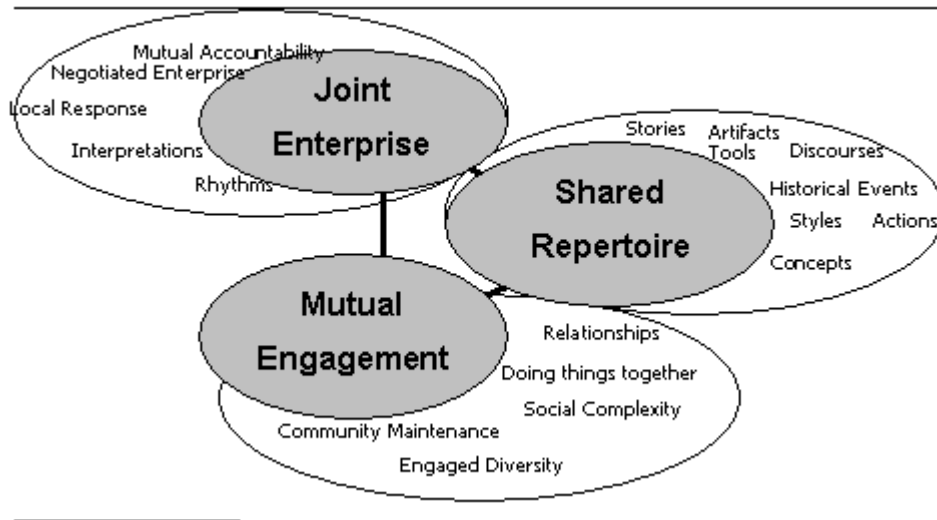 Mutual Accountability
Negotiated Enterprise
Local Response
Interpretations
Rhythms
Joint
Enterprise
Stories
Artifacts
Tools
Discourses
Historical Events
Styles
Actions
Concepts
Shared
Repertoire
Mutual
Engagement
Relationships
Doing things together
Social Complexity
Community Maintenance
Engaged Diversity